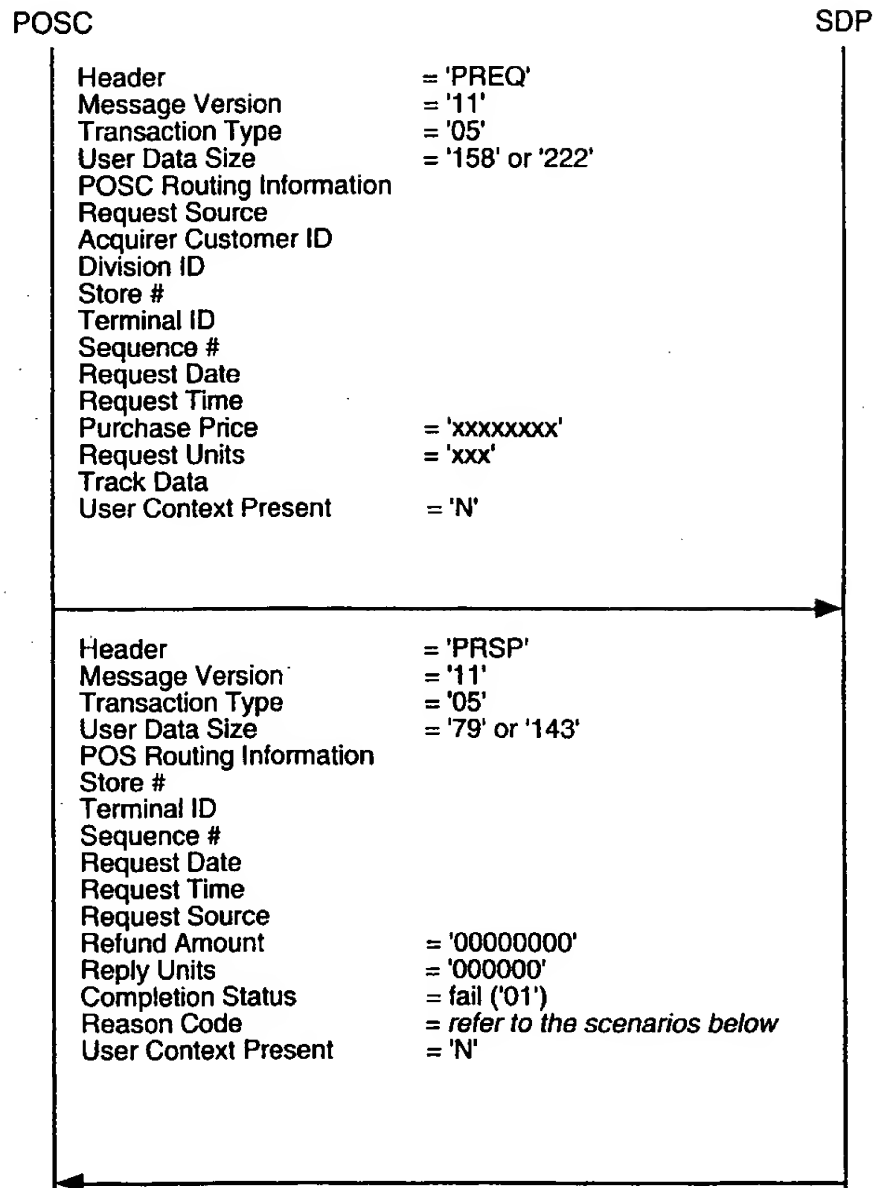 POSC SDP
Header = 'PREQ'
Message Version = '11'
Transaction Type = '05'
User Data Size = '158' or '222'
POSC Routing Information
Request Source
Acquirer Customer ID
Division ID
Store #
Terminal ID
Sequence #
Request Date
Request Time
Purchase Price = 'xxxxxxxx'
Request Units = 'xxx'
Track Data
User Context Present = 'N'
Header = 'PRSP'
Message Version = '11'
Transaction Type = '05'
User Data Size = '79' or '143'
POS Routing Information
Store #
Terminal ID
Sequence #
Request Date
Request Time
Request Source
Refund Amount = '00000000'
Reply Units = '000000'
Completion Status = fail ('01')
Reason Code = refer to the scenarios below
User Context Present = 'N'